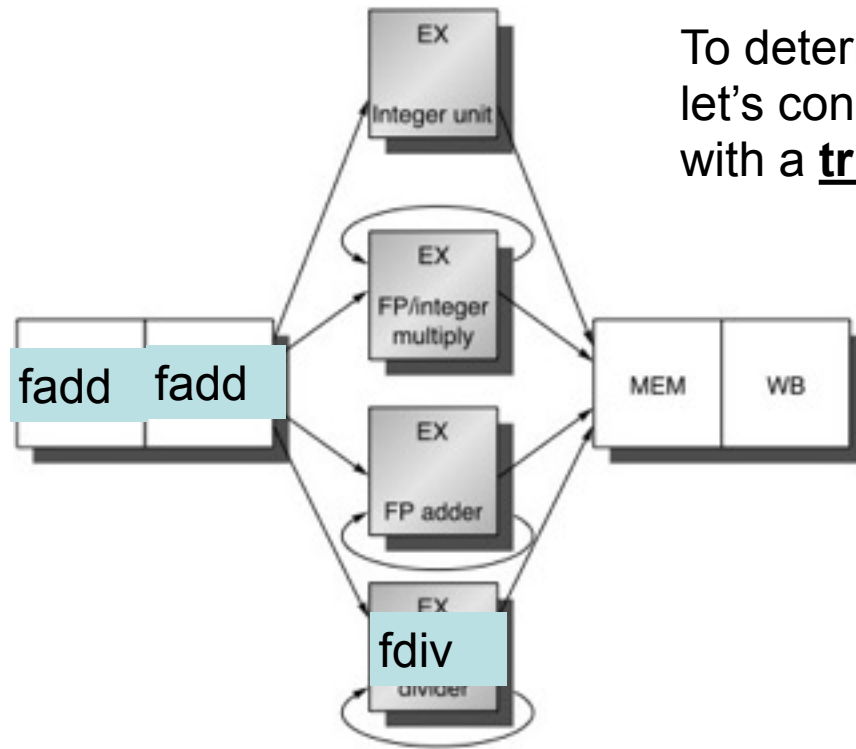 To deter
let's con
with a tr
EX
Integer unit
EX
FP/integer
multiply
fadd
fadd
MEM
WB
EX
FP adder
EX
fdiv
divider